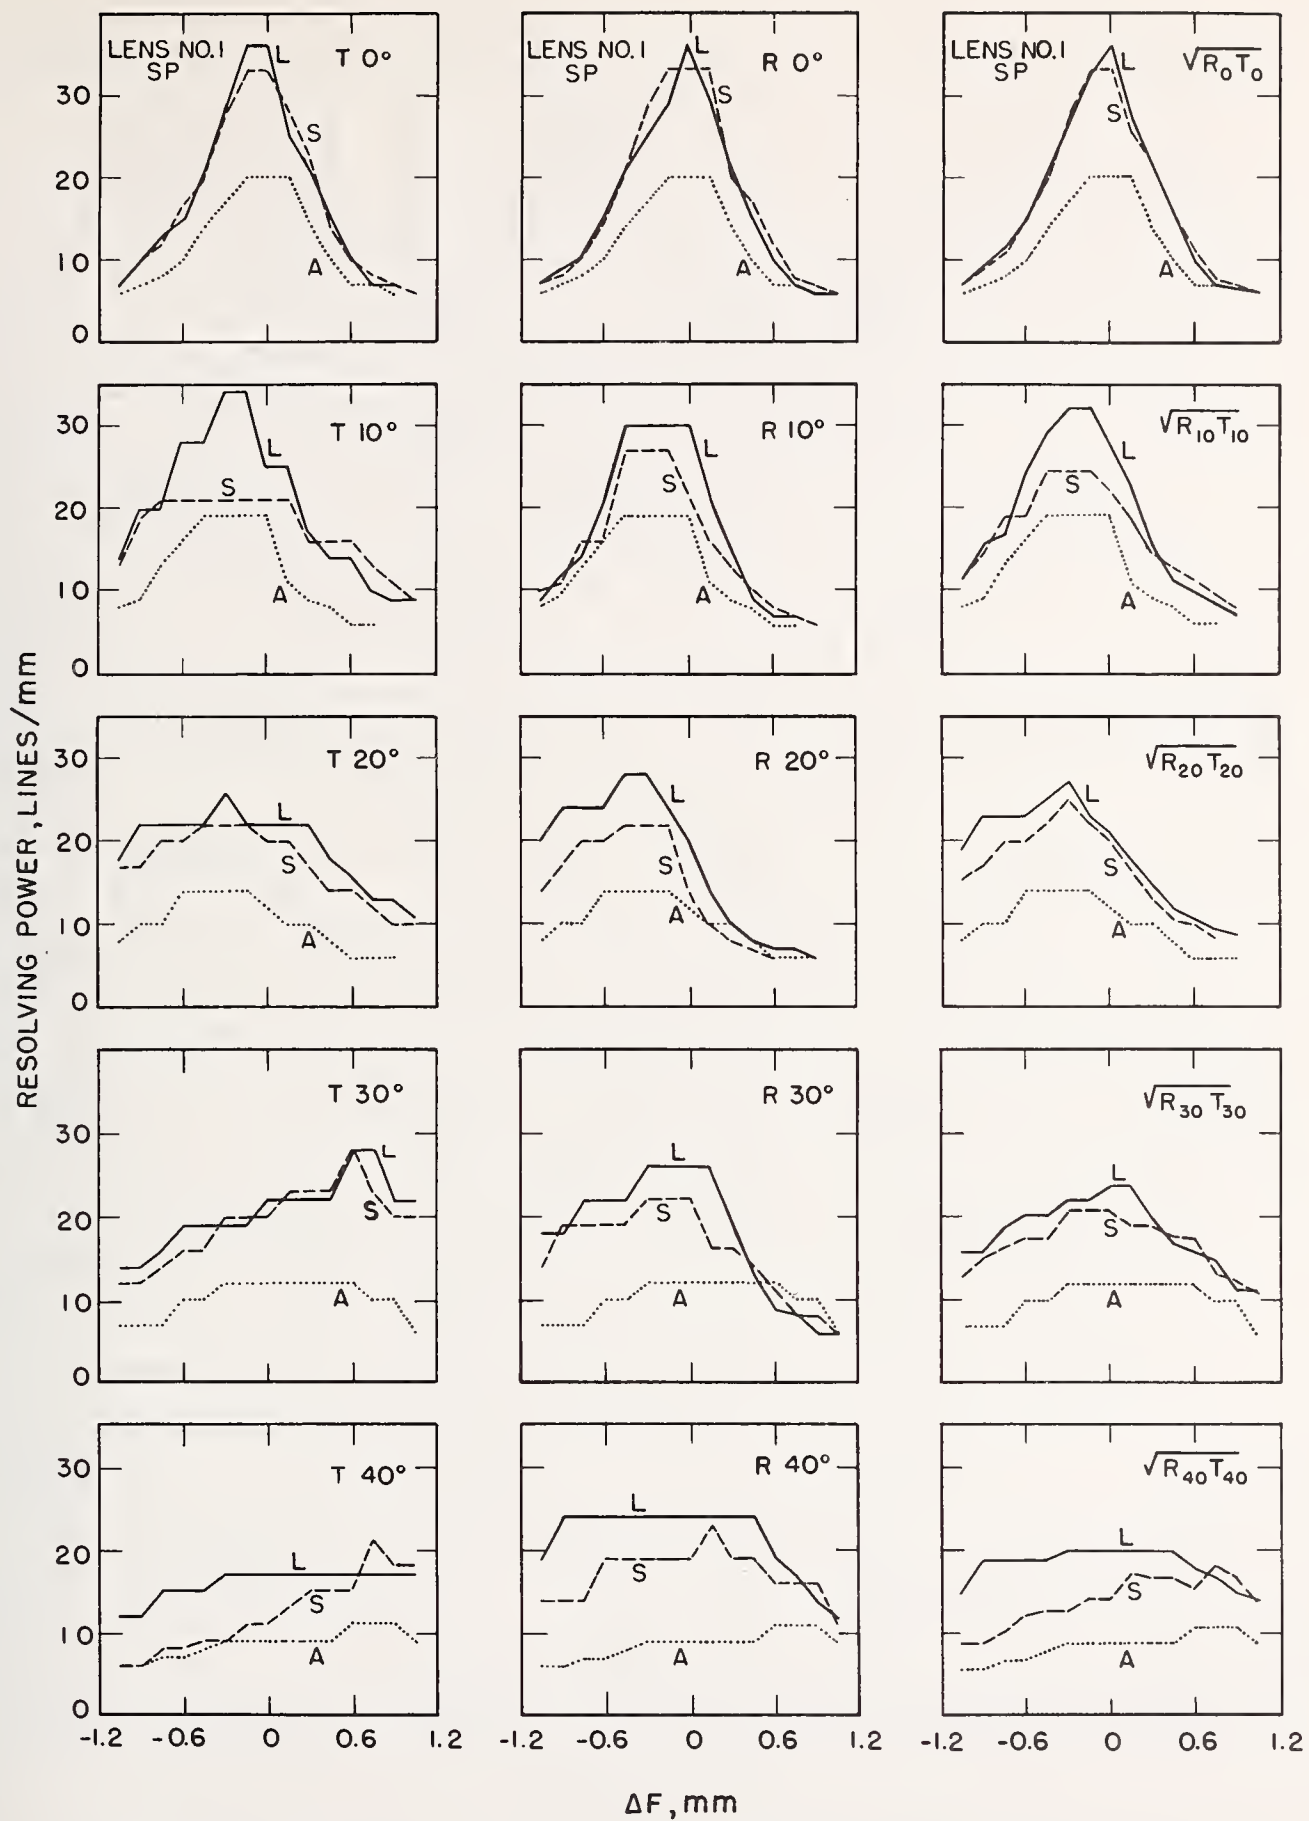 LENS NO.1 SP T 0° L S A
LENS NO.1 SP R 0° L S A
LENS NO.1 SP √R₀T₀ L S A
30
20
10
0
T 10° L S A
R 10° L S A
√R₁₀T₁₀ L S A
30
20
10
0
T 20° L S A
R 20° L S A
√R₂₀T₂₀ L S A
30
20
10
0
T 30° L S A
R 30° L S A
√R₃₀T₃₀ L S A
30
20
10
0
T 40° L S A
R 40° L S A
√R₄₀T₄₀ L S A
30
20
10
0
-1.2 -0.6 0 0.6 1.2
-1.2 -0.6 0 0.6 1.2
-1.2 -0.6 0 0.6 1.2
RESOLVING POWER, LINES/mm
ΔF, mm